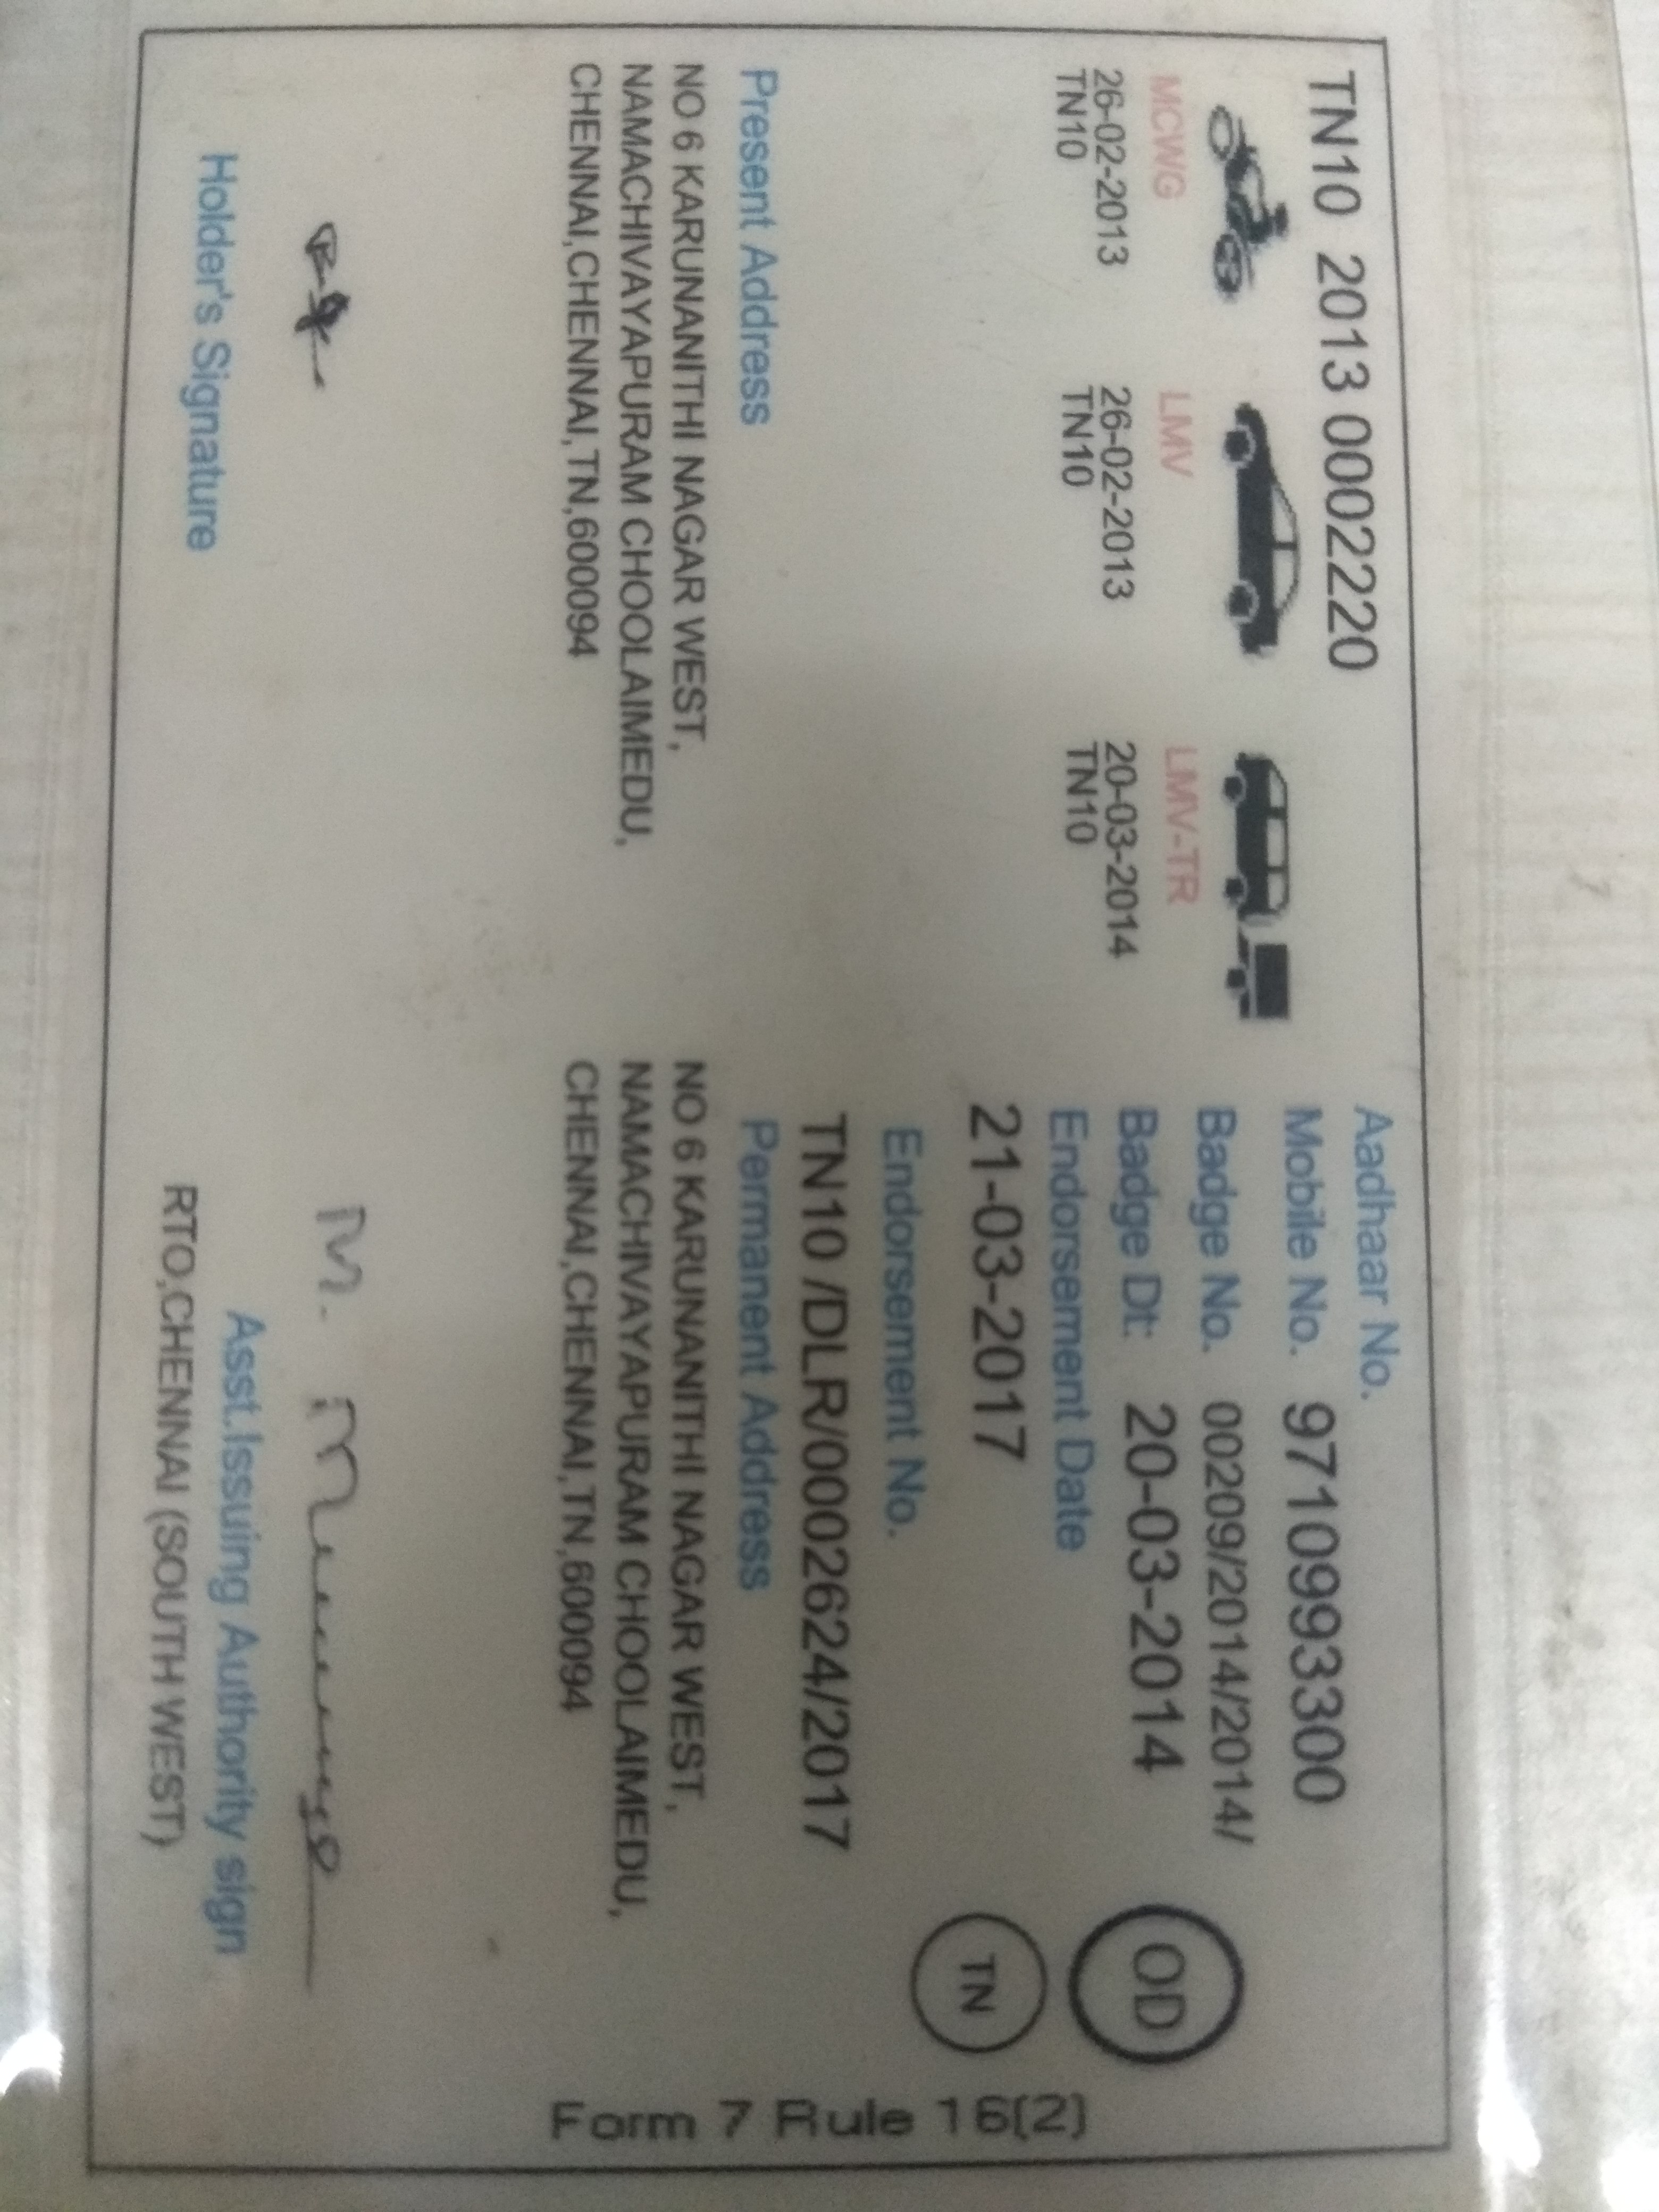 TN10 2013 0002220
MCWG
26-02-2013
TN10
LMV
26-02-2013
TN10
LMV-TR
20-03-2014
TN10
Aadhaar No.
Mobile No. 9710993300
Badge No. 00209/2014/2014/
Badge Dt: 20-03-2014
Endorsement Date
21-03-2017
Endorsement No.
TN10 /DLR/0002624/2017
OD
TN
Present Address
NO 6 KARUNANITHI NAGAR WEST,
NAMACHIVAYAPURAM CHOOLAIMEDU,
CHENNAI,CHENNAI,TN,600094
Permanent Address
NO 6 KARUNANITHI NAGAR WEST,
NAMACHIVAYAPURAM CHOOLAIMEDU,
CHENNAI,CHENNAI,TN,600094
Holder's Signature
Asst.Issuing Authority sign
RTO,CHENNAI (SOUTH WEST)
Form 7 Rule 16(2)